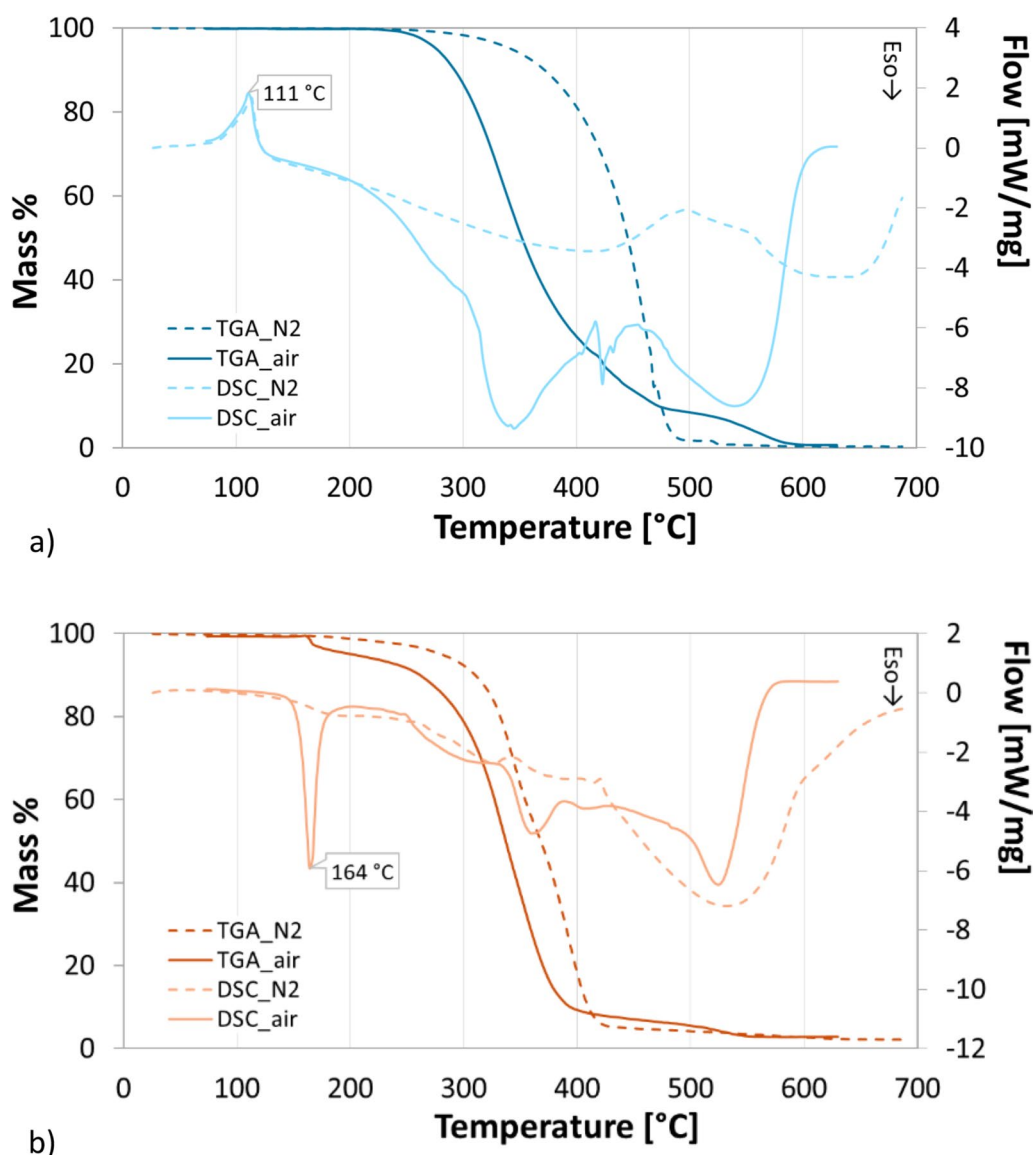 100
80
60
40
20
0
Mass %
4
2
0
-2
-4
-6
-8
-10
Flow [mW/mg]
Eso→
111 °C
TGA_N2
TGA_air
DSC_N2
DSC_air
0 100 200 300 400 500 600 700
Temperature [°C]
a)
100
80
60
40
20
0
Mass %
2
0
-2
-4
-6
-8
-10
-12
Flow [mW/mg]
Eso→
164 °C
TGA_N2
TGA_air
DSC_N2
DSC_air
0 100 200 300 400 500 600 700
Temperature [°C]
b)